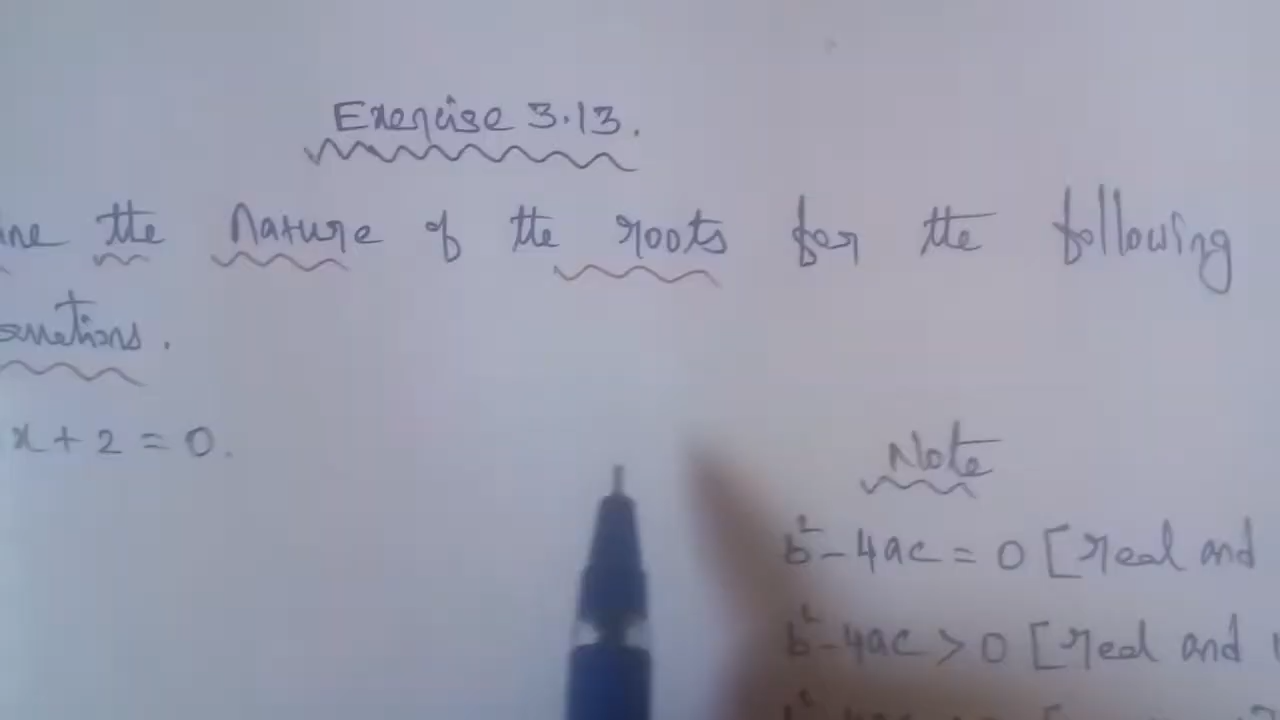 Exercise 3.13.
ine the Nature of the roots for the following
x + 2 = 0.
Note
b² - 4ac = 0 [real and
b² - 4ac > 0 [real and